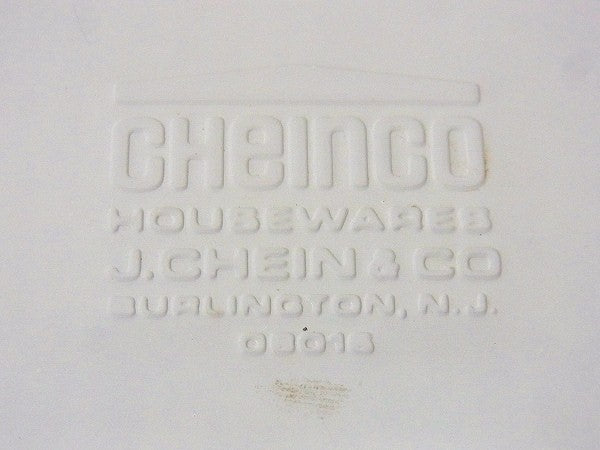 CHEINCO
HOUSEWARES
J.CHEIN & CO
BURLINGTON, N.J.
08016